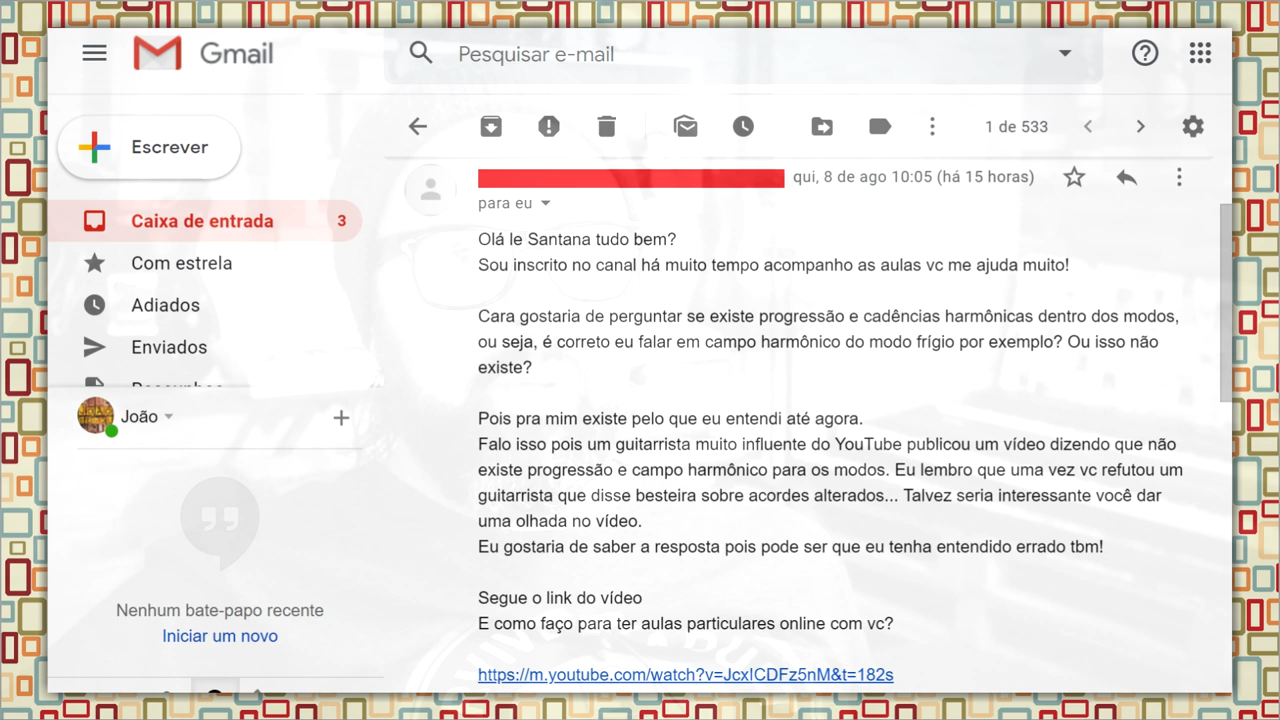 Gmail
Pesquisar e-mail
Escrever
1 de 533
Caixa de entrada 3
Com estrela
Adiados
Enviados
João
Nenhum bate-papo recente
Iniciar um novo
qui, 8 de ago 10:05 (há 15 horas)
para eu
Olá le Santana tudo bem?
Sou inscrito no canal há muito tempo acompanho as aulas vc me ajuda muito!
Cara gostaria de perguntar se existe progressão e cadências harmônicas dentro dos modos,
ou seja, é correto eu falar em campo harmônico do modo frígio por exemplo? Ou isso não
existe?
Pois pra mim existe pelo que eu entendi até agora.
Falo isso pois um guitarrista muito influente do YouTube publicou um vídeo dizendo que não
existe progressão e campo harmônico para os modos. Eu lembro que uma vez vc refutou um
guitarrista que disse besteira sobre acordes alterados... Talvez seria interessante você dar
uma olhada no vídeo.
Eu gostaria de saber a resposta pois pode ser que eu tenha entendido errado tbm!
Segue o link do vídeo
E como faço para ter aulas particulares online com vc?
https://m.youtube.com/watch?v=JcxICDFz5nM&t=182s